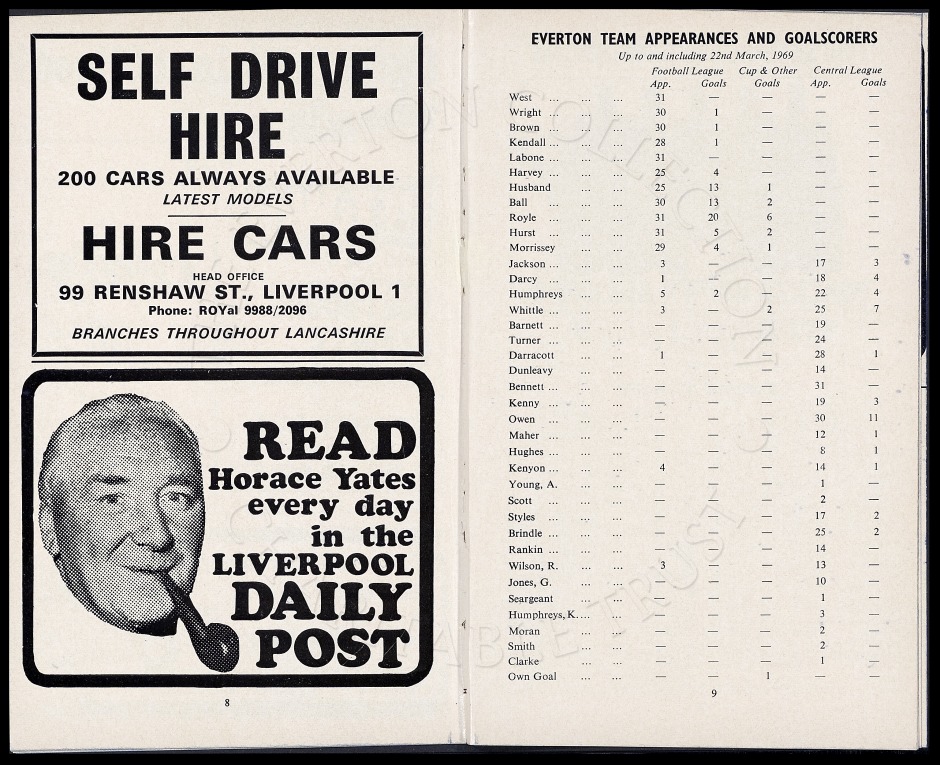 SELF DRIVE
HIRE
200 CARS ALWAYS AVAILABLE
LATEST MODELS
HIRE CARS
HEAD OFFICE
99 RENSHAW ST., LIVERPOOL 1
Phone: ROYal 9988/2096
BRANCHES THROUGHOUT LANCASHIRE
READ
Horace Yates
every day
in the
LIVERPOOL
DAILY
POST
8
EVERTON TEAM APPEARANCES AND GOALSCORERS
Up to and including 22nd March, 1969
Football League Cup & Other Central League
App. Goals Goals App. Goals
West ... ... ... 31 — — — —
Wright ... ... ... 30 1 — — —
Brown ... ... ... 30 1 — — —
Kendall ... ... ... 28 1 — — —
Labone ... ... ... 31 — — — —
Harvey ... ... ... 25 4 — — —
Husband ... ... 25 13 1 — —
Ball ... ... ... 30 13 2 — —
Royle ... ... ... 31 20 6 — —
Hurst ... ... ... 31 5 2 — —
Morrissey ... ... 29 4 1 — —
Jackson ... ... ... 3 — — 17 3
Darcy ... ... ... 1 — — 18 4
Humphreys ... ... 5 2 — 22 4
Whittle ... ... ... 3 — 2 25 7
Barnett ... ... ... — — — 19 —
Turner ... ... ... — — — 24 —
Darracott ... ... 1 — — 28 1
Dunleavy ... ... — — — 14 —
Bennett ... ... ... — — — 31 —
Kenny ... ... ... — — — 19 3
Owen ... ... ... — — — 30 11
Maher ... ... ... — — — 12 1
Hughes ... ... ... — — — 8 1
Kenyon ... ... ... 4 — — 14 1
Young, A. ... ... — — — 1 —
Scott ... ... ... — — — 2 —
Styles ... ... ... — — — 17 2
Brindle ... ... ... — — — 25 2
Rankin ... ... ... — — — 14 —
Wilson, R. ... ... 3 — — 13 —
Jones, G. ... ... — — — 10 —
Seargeant ... ... — — — 1 —
Humphreys, K.... ... — — — 3 —
Moran ... ... ... — — — 2 —
Smith ... ... ... — — — 2 —
Clarke ... ... ... — — — 1 —
Own Goal ... ... — — 1 — —
9
EVERTON COLLECTION
CHARITABLE TRUST